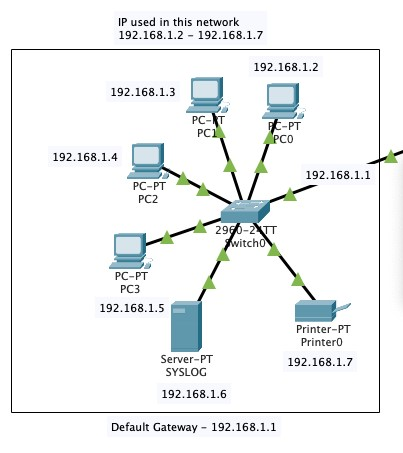 IP used in this network
192.168.1.2 - 192.168.1.7
192.168.1.2
192.168.1.3
PC-PT
PC1
PC-PT
PC0
192.168.1.4
PC-PT
PC2
192.168.1.1
2960-24TT
Switch0
PC-PT
PC3
192.168.1.5
Server-PT
SYSLOG
192.168.1.6
Printer-PT
Printer0
192.168.1.7
Default Gateway - 192.168.1.1